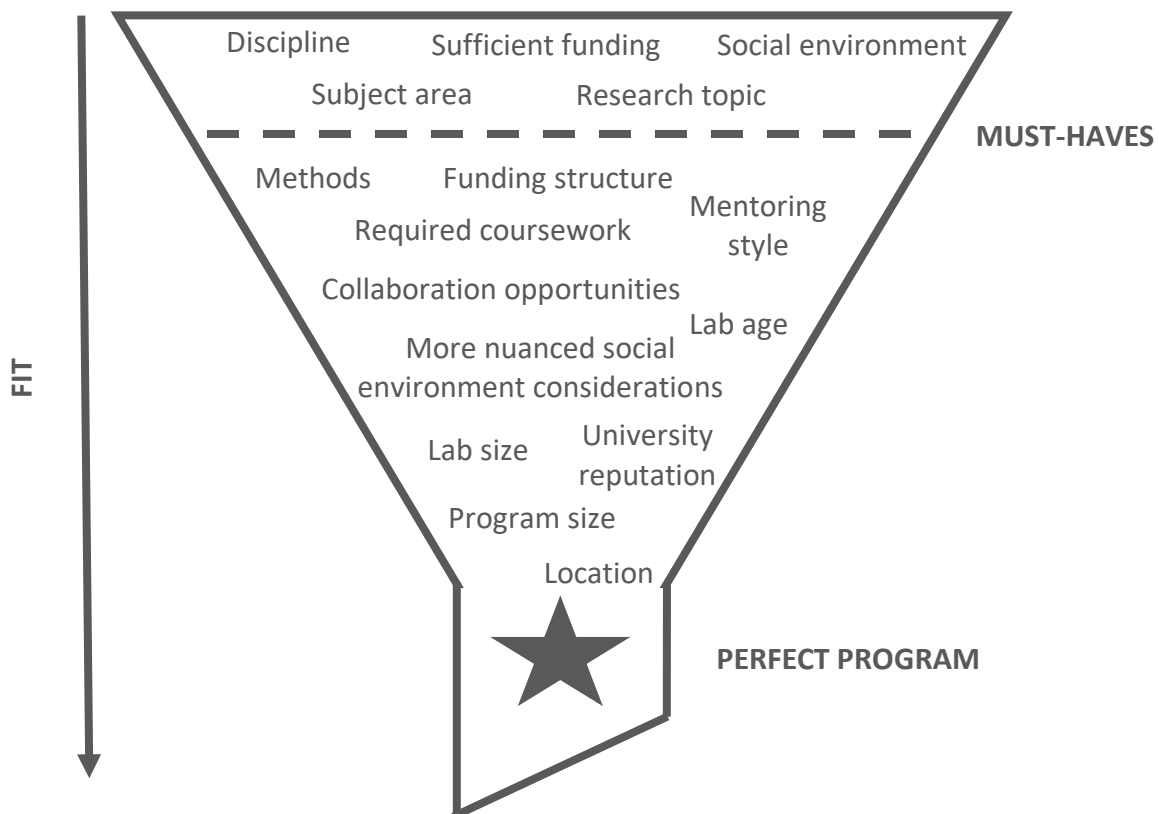 Discipline
Sufficient funding
Social environment
Subject area
Research topic
MUST-HAVES
Methods
Funding structure
Mentoring
style
Required coursework
Collaboration opportunities
Lab age
More nuanced social
environment considerations
FIT
Lab size
University
reputation
Program size
Location
PERFECT PROGRAM